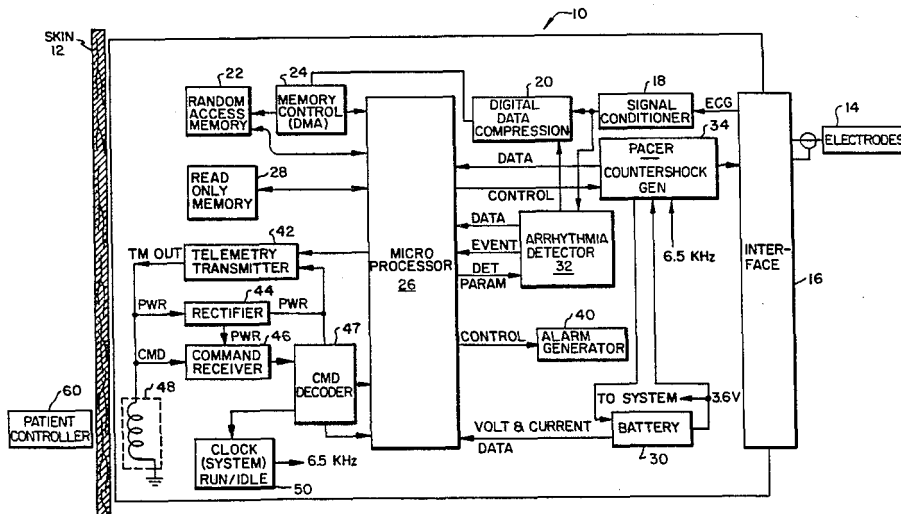 10
SKIN
12
22
RANDOM
ACCESS
MEMORY
24
MEMORY
CONTROL
(DMA)
20
DIGITAL
DATA
COMPRESSION
18
SIGNAL
CONDITIONER
ECG
34
PACER
COUNTERSHOCK
GEN
14
ELECTRODES
DATA
CONTROL
28
READ
ONLY
MEMORY
MICRO
PROCESSOR
26
DATA
EVENT
DET
PARAM
ARRHYTHMIA
DETECTOR
32
6.5 KHz
INTER-
FACE
16
42
TM OUT
TELEMETRY
TRANSMITTER
44
PWR
RECTIFIER
PWR
PWR
46
CMD
COMMAND
RECEIVER
47
CMD
DECODER
CONTROL
40
ALARM
GENERATOR
60
PATIENT
CONTROLLER
48
TO SYSTEM
3.6V
VOLT & CURRENT
DATA
BATTERY
30
CLOCK
(SYSTEM)
RUN/IDLE
6.5 KHz
50